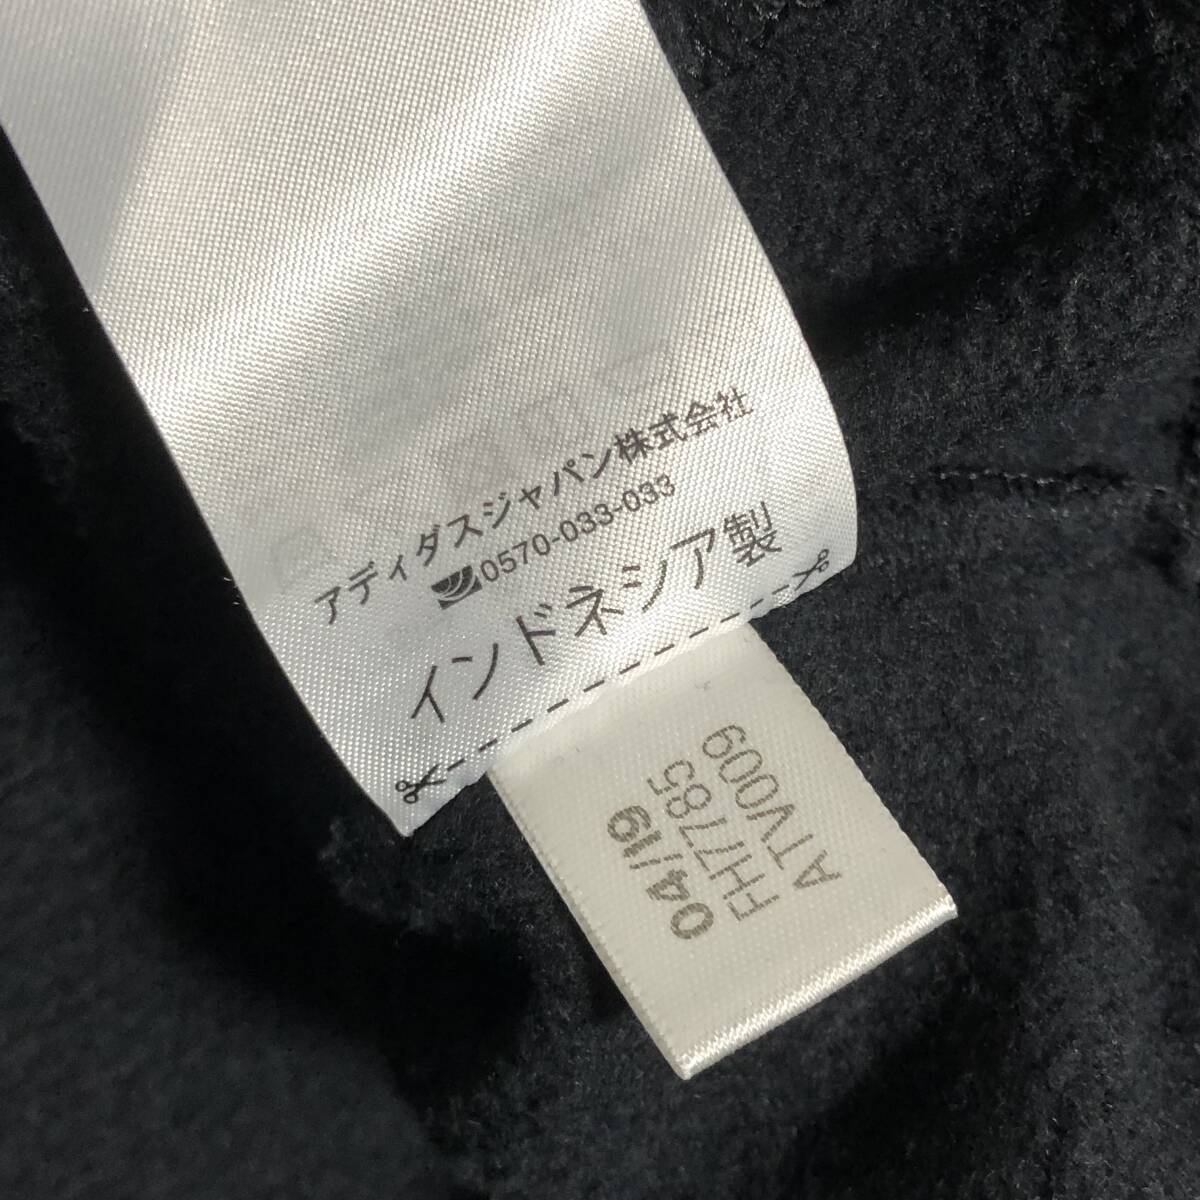 アディダスジャパン株式会社
0570-033-033
インドネシア製
ATV009
FH7785
04/19